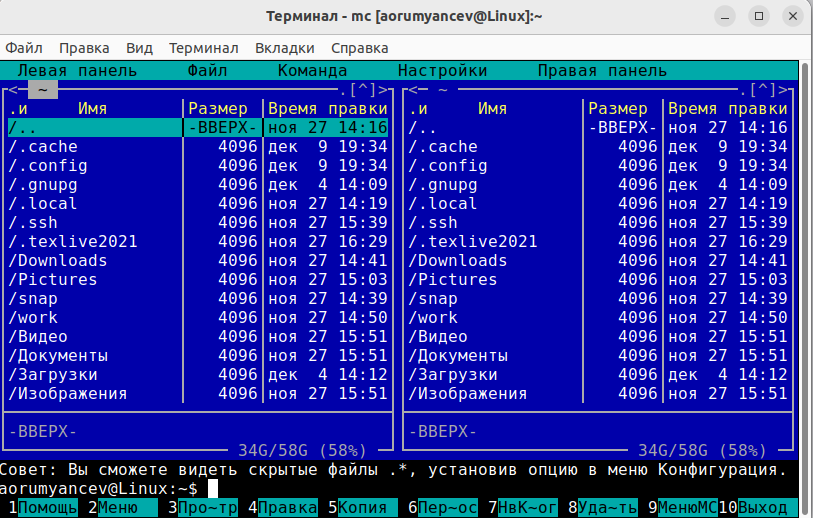 Терминал - mc [aorumyancev@Linux]:~
Файл Правка Вид Терминал Вкладки Справка
Левая панель Файл Команда Настройки Правая панель
<─ ~ ─.[^]> <─ ~ ─.[^]>
.и Имя Размер Время правки .и Имя Размер Время правки
/.. -ВВЕРХ- ноя 27 14:16 /.. -ВВЕРХ- ноя 27 14:16
/.cache 4096 дек 9 19:34 /.cache 4096 дек 9 19:34
/.config 4096 дек 9 19:34 /.config 4096 дек 9 19:34
/.gnupg 4096 дек 4 14:09 /.gnupg 4096 дек 4 14:09
/.local 4096 ноя 27 14:19 /.local 4096 ноя 27 14:19
/.ssh 4096 ноя 27 15:39 /.ssh 4096 ноя 27 15:39
/.texlive2021 4096 ноя 27 16:29 /.texlive2021 4096 ноя 27 16:29
/Downloads 4096 ноя 27 14:41 /Downloads 4096 ноя 27 14:41
/Pictures 4096 ноя 27 15:03 /Pictures 4096 ноя 27 15:03
/snap 4096 ноя 27 14:39 /snap 4096 ноя 27 14:39
/work 4096 ноя 27 14:50 /work 4096 ноя 27 14:50
/Видео 4096 ноя 27 15:51 /Видео 4096 ноя 27 15:51
/Документы 4096 ноя 27 15:51 /Документы 4096 ноя 27 15:51
/Загрузки 4096 дек 4 14:12 /Загрузки 4096 дек 4 14:12
/Изображения 4096 ноя 27 15:51 /Изображения 4096 ноя 27 15:51
-ВВЕРХ- -ВВЕРХ-
34G/58G (58%) 34G/58G (58%)
Совет: Вы сможете видеть скрытые файлы .*, установив опцию в меню Конфигурация.
aorumyancev@Linux:~$
1Помощь 2Меню 3Про~тр 4Правка 5Копия 6Пер~ос 7НвК~ог 8Уда~ть 9МенюMC 10Выход